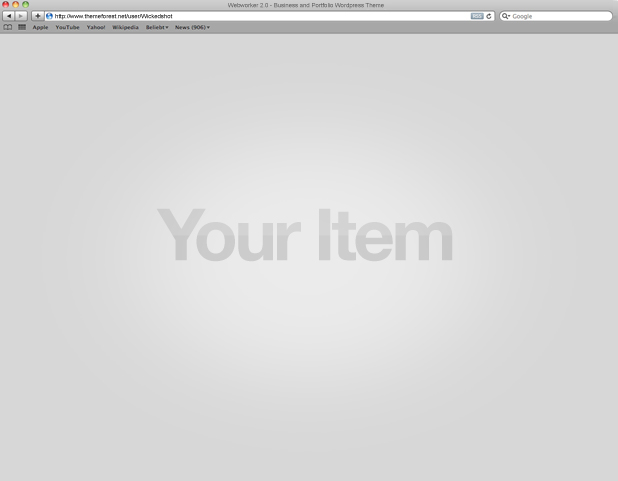 Webworker 2.0 - Business and Portfolio Wordpress Theme
http://www.themeforest.net/user/Wickedshot RSS Google
Apple YouTube Yahoo! Wikipedia Beliebt News (906)
Your Item